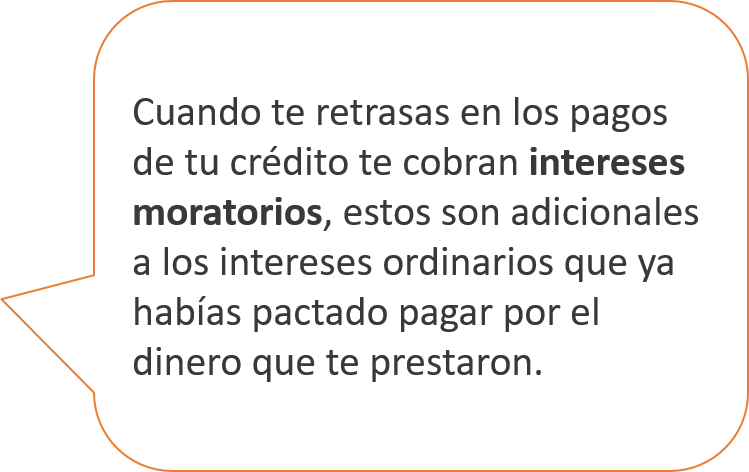 Cuando te retrasas en los pagos
de tu crédito te cobran intereses
moratorios, estos son adicionales
a los intereses ordinarios que ya
habías pactado pagar por el
dinero que te prestaron.